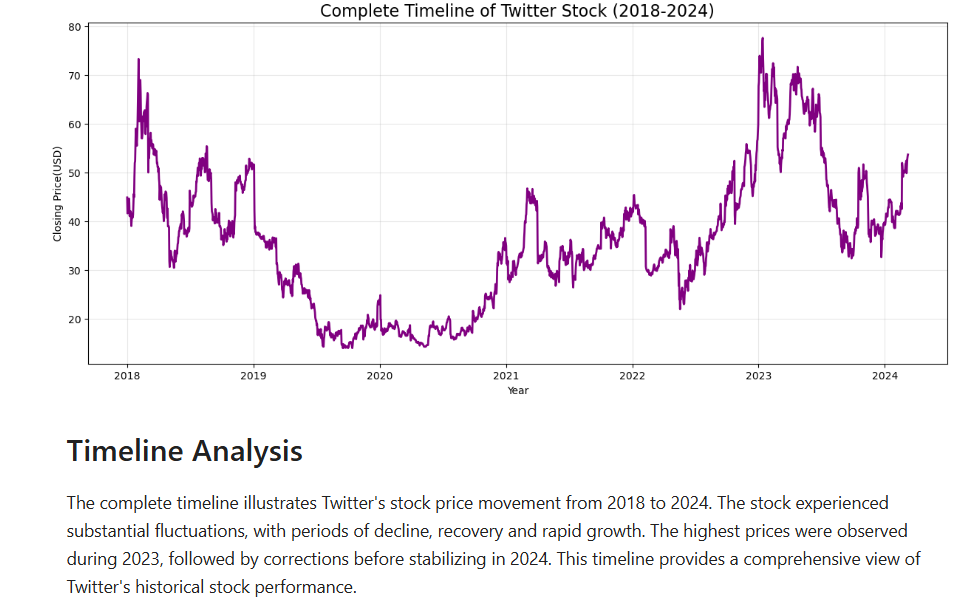 Complete Timeline of Twitter Stock (2018-2024)
80
70
60
50
40
30
20
Closing Price(USD)
2018 2019 2020 2021 2022 2023 2024
Year
Timeline Analysis
The complete timeline illustrates Twitter's stock price movement from 2018 to 2024. The stock experienced
substantial fluctuations, with periods of decline, recovery and rapid growth. The highest prices were observed
during 2023, followed by corrections before stabilizing in 2024. This timeline provides a comprehensive view of
Twitter's historical stock performance.